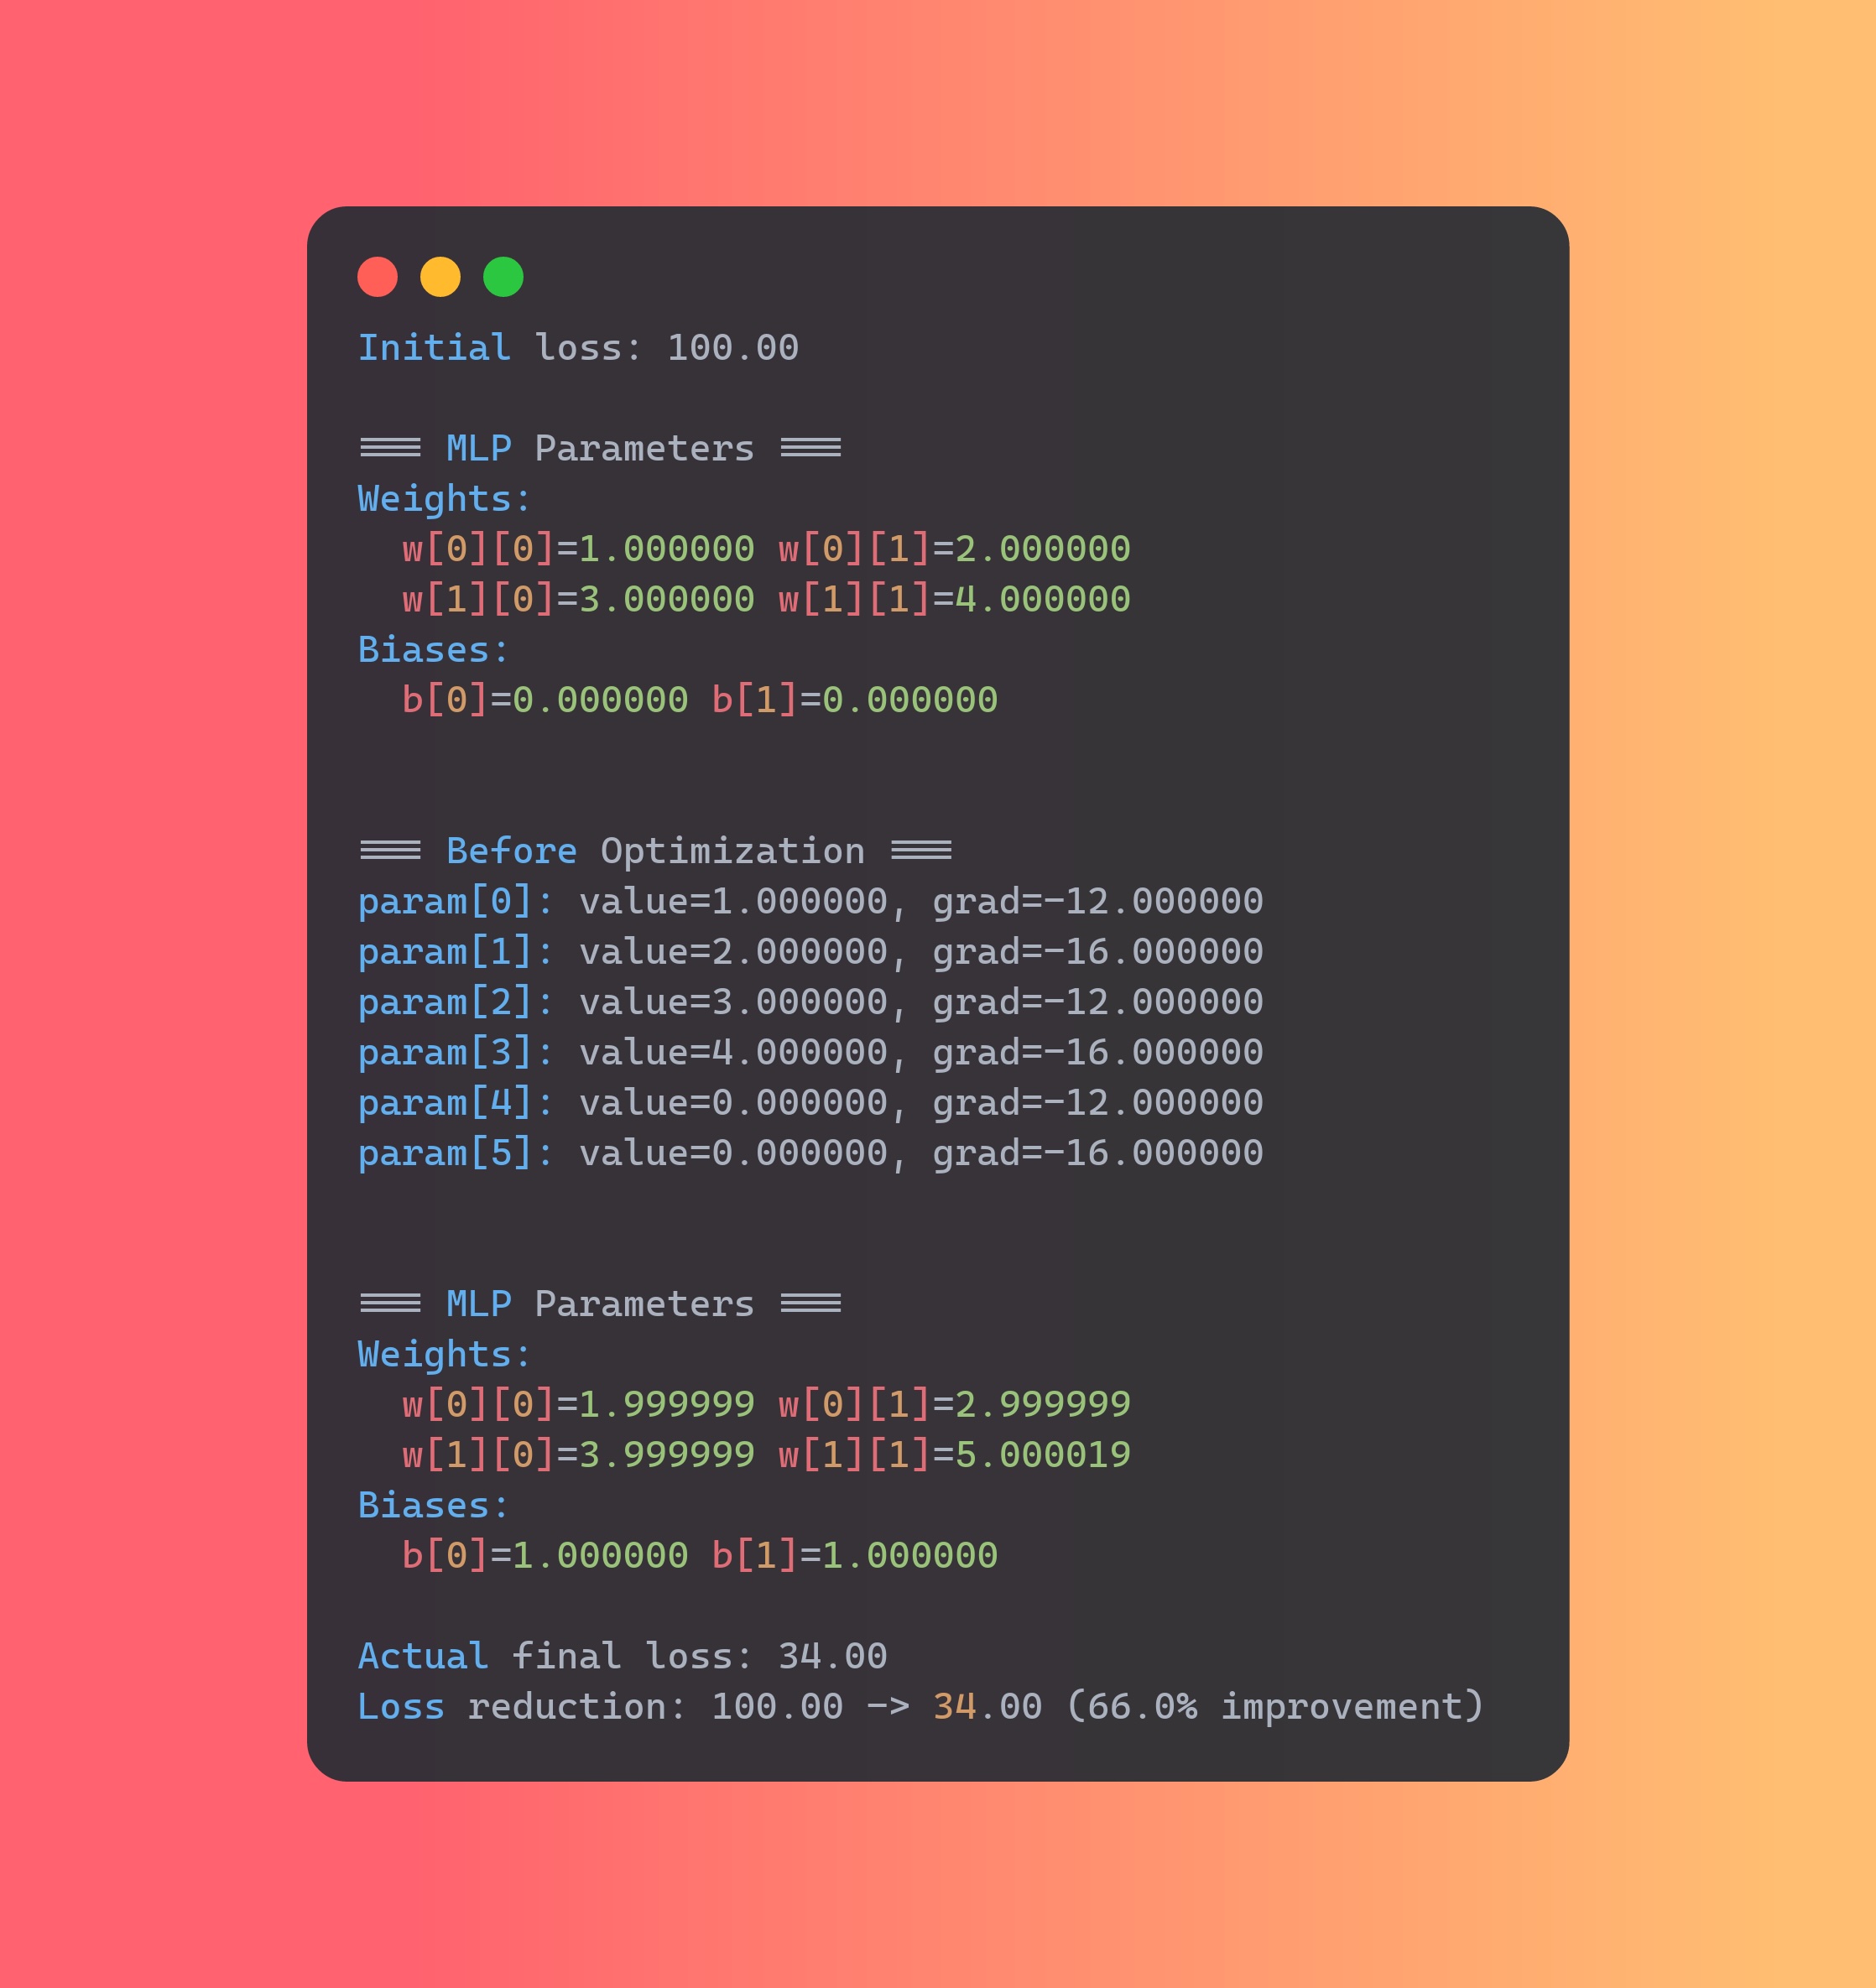 Initial loss: 100.00
=== MLP Parameters ===
Weights:
w[0][0]=1.000000 w[0][1]=2.000000
w[1][0]=3.000000 w[1][1]=4.000000
Biases:
b[0]=0.000000 b[1]=0.000000
=== Before Optimization ===
param[0]: value=1.000000, grad=-12.000000
param[1]: value=2.000000, grad=-16.000000
param[2]: value=3.000000, grad=-12.000000
param[3]: value=4.000000, grad=-16.000000
param[4]: value=0.000000, grad=-12.000000
param[5]: value=0.000000, grad=-16.000000
=== MLP Parameters ===
Weights:
w[0][0]=1.999999 w[0][1]=2.999999
w[1][0]=3.999999 w[1][1]=5.000019
Biases:
b[0]=1.000000 b[1]=1.000000
Actual final loss: 34.00
Loss reduction: 100.00 -> 34.00 (66.0% improvement)